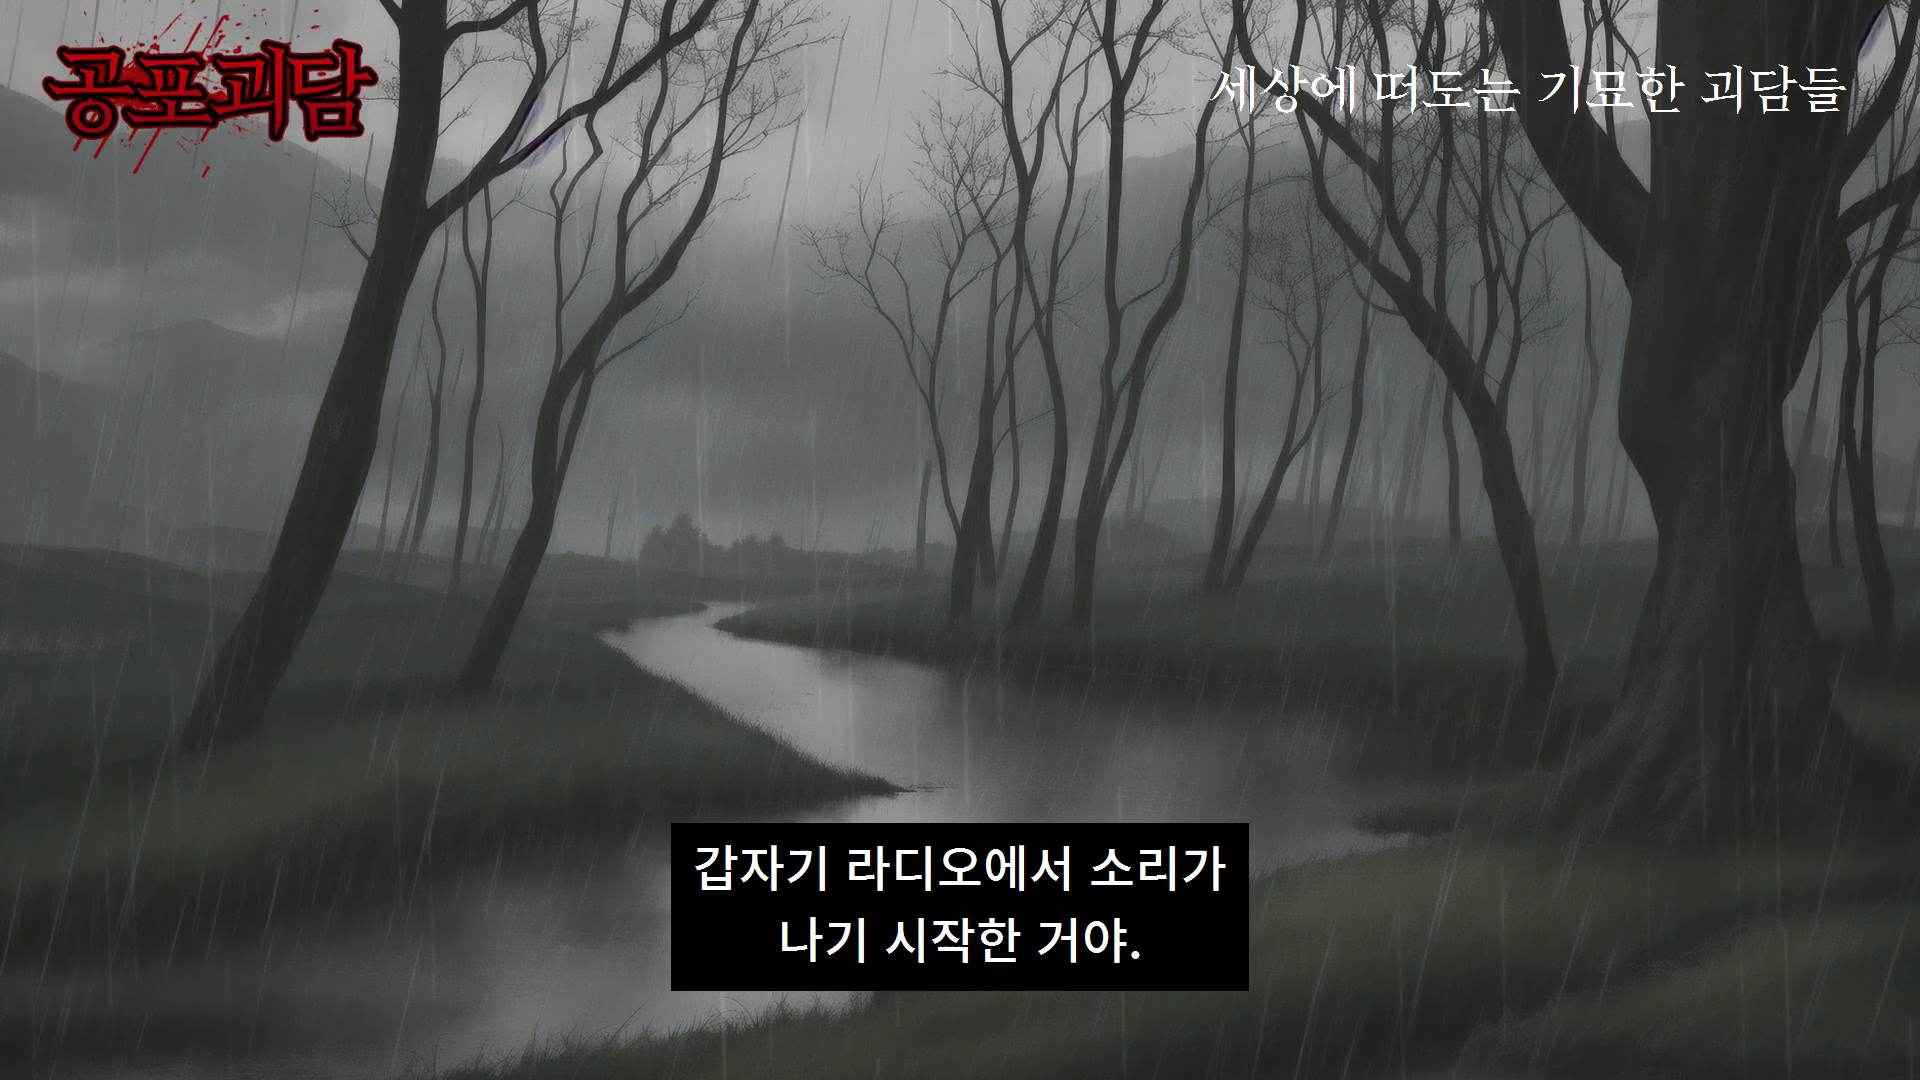 공포괴담
세상에 떠도는 기묘한 괴담들
갑자기 라디오에서 소리가
나기 시작한 거야.